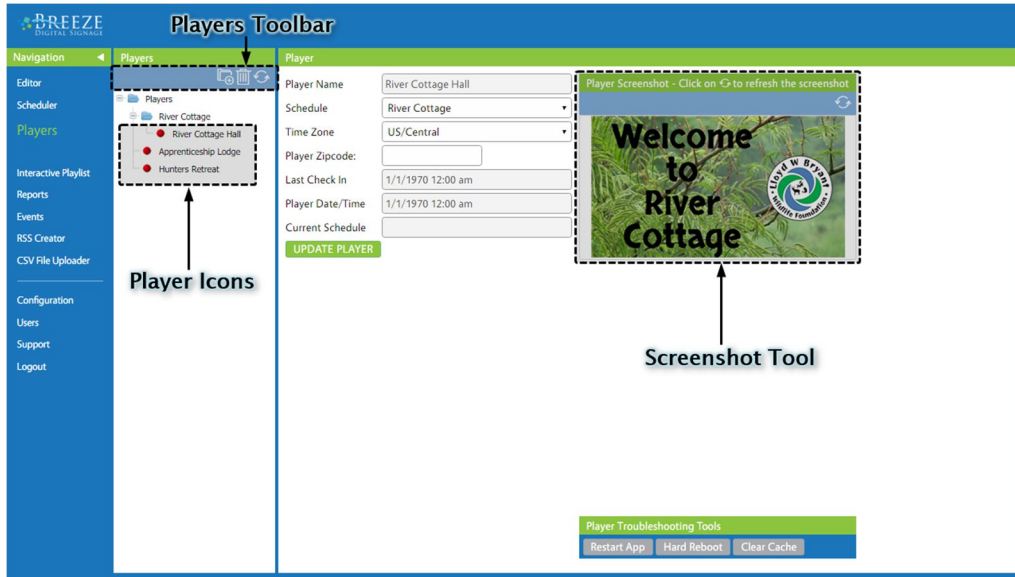 BREEZE
DIGITAL SIGNAGE
Players Toolbar
Navigation
Players
Player
Editor
Scheduler
Players
Interactive Playlist
Reports
Events
RSS Creator
CSV File Uploader
Configuration
Users
Support
Logout
Players
River Cottage
River Cottage Hall
Apprenticeship Lodge
Hunters Retreat
Player Icons
Player Name River Cottage Hall
Schedule River Cottage
Time Zone US/Central
Player Zipcode:
Last Check In 1/1/1970 12:00 am
Player Date/Time 1/1/1970 12:00 am
Current Schedule
UPDATE PLAYER
Player Screenshot - Click on to refresh the screenshot
Welcome
to
River
Cottage
Lloyd W Bryant
Wildlife Foundation
Screenshot Tool
Player Troubleshooting Tools
Restart App Hard Reboot Clear Cache